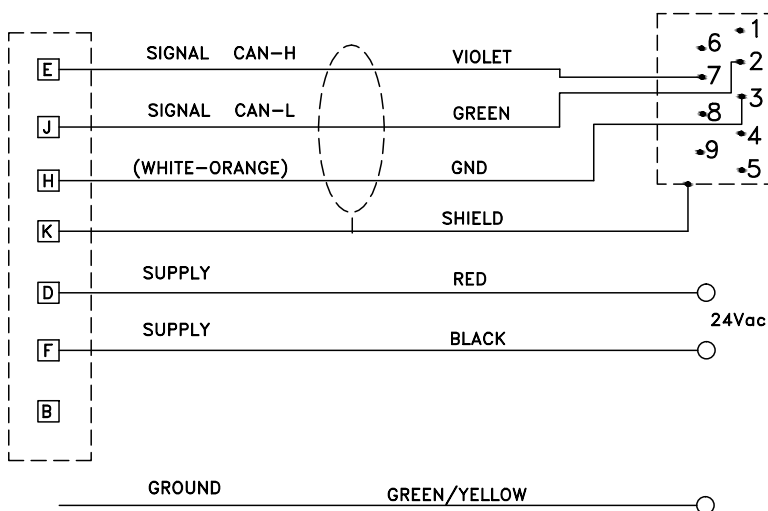 1
6
SIGNAL CAN-H VIOLET
2
E
7
3
SIGNAL CAN-L GREEN
8
J
4
9
(WHITE-ORANGE) GND
5
H
SHIELD
K
SUPPLY RED
D
24Vac
SUPPLY BLACK
F
B
GROUND GREEN/YELLOW